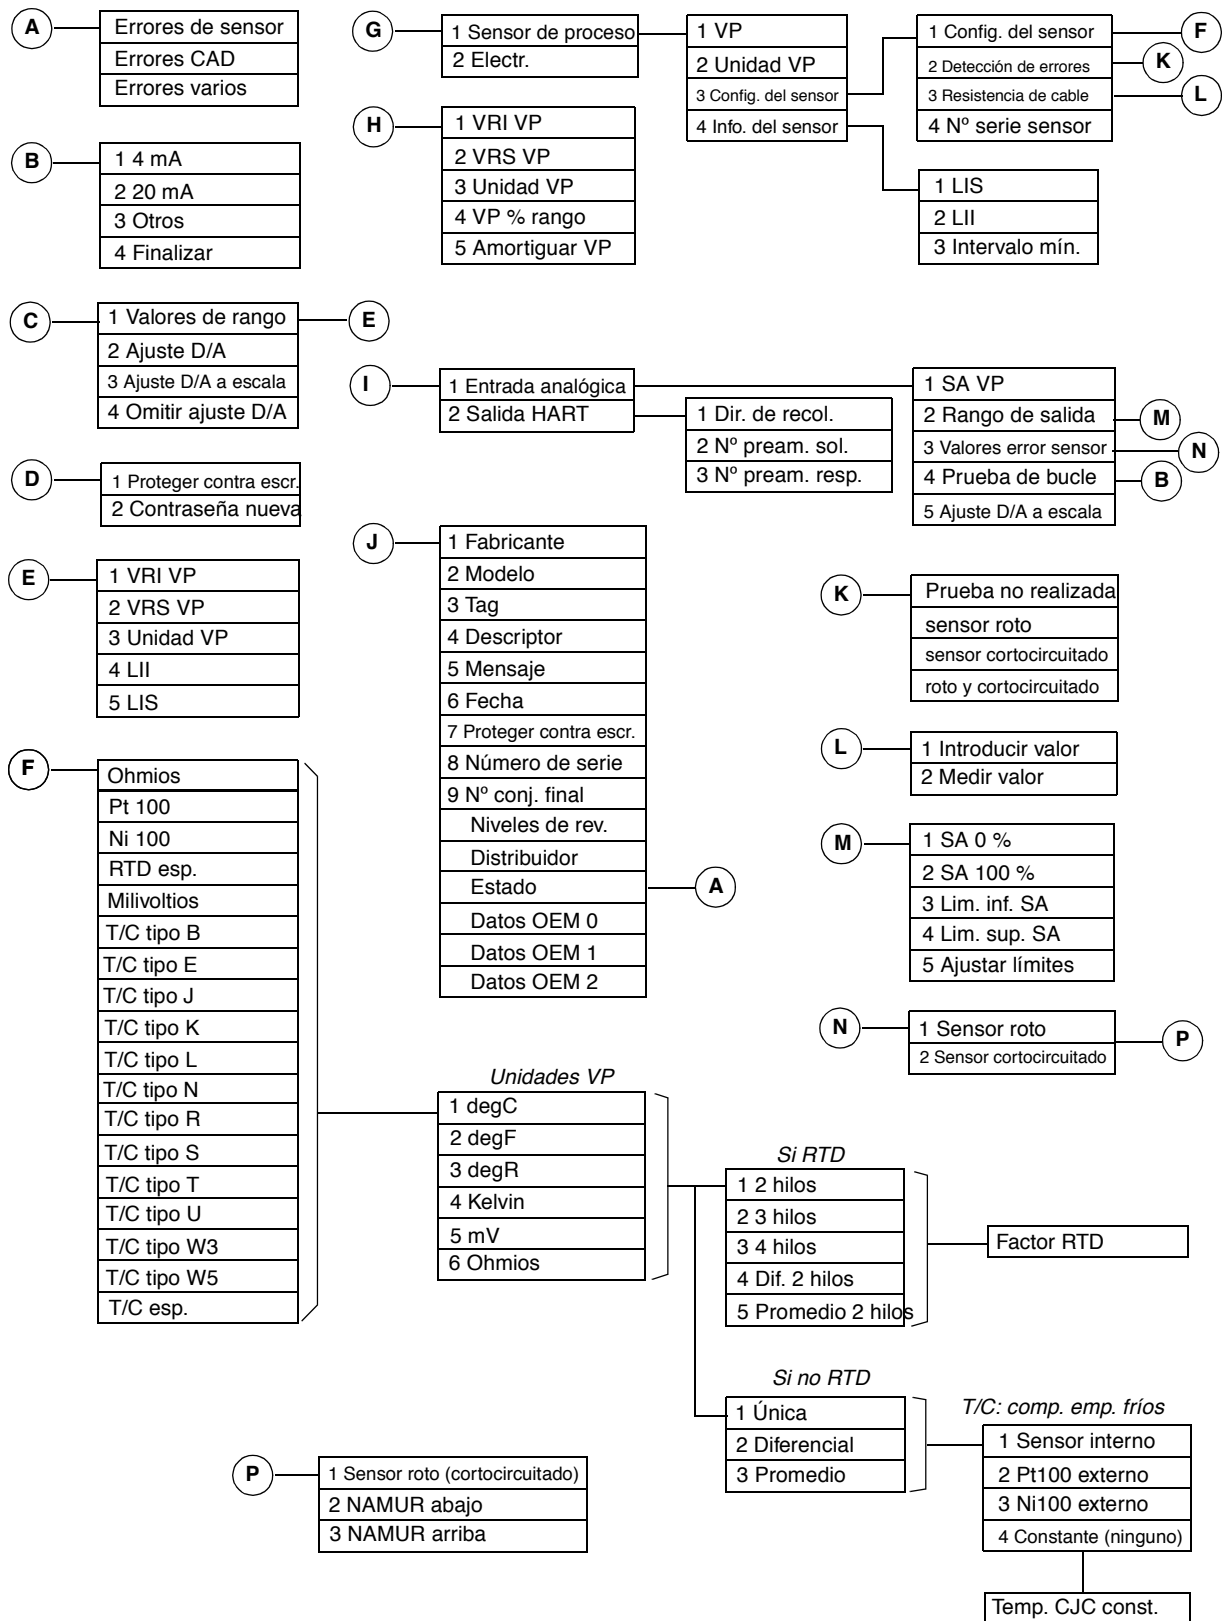 A
Errores de sensor
Errores CAD
Errores varios
B
1 4 mA
2 20 mA
3 Otros
4 Finalizar
C
1 Valores de rango
E
2 Ajuste D/A
3 Ajuste D/A a escala
4 Omitir ajuste D/A
D
1 Proteger contra escr.
2 Contraseña nueva
E
1 VRI VP
2 VRS VP
3 Unidad VP
4 LII
5 LIS
F
Ohmios
Pt 100
Ni 100
RTD esp.
Milivoltios
T/C tipo B
T/C tipo E
T/C tipo J
T/C tipo K
T/C tipo L
T/C tipo N
T/C tipo R
T/C tipo S
T/C tipo T
T/C tipo U
T/C tipo W3
T/C tipo W5
T/C esp.
G
1 Sensor de proceso
2 Electr.
1 VP
2 Unidad VP
3 Config. del sensor
4 Info. del sensor
1 Config. del sensor
F
2 Detección de errores
K
3 Resistencia de cable
L
4 Nº serie sensor
1 LIS
2 LII
3 Intervalo mín.
H
1 VRI VP
2 VRS VP
3 Unidad VP
4 VP % rango
5 Amortiguar VP
I
1 Entrada analógica
2 Salida HART
1 Dir. de recol.
2 Nº pream. sol.
3 Nº pream. resp.
1 SA VP
2 Rango de salida
M
3 Valores error sensor
N
4 Prueba de bucle
B
5 Ajuste D/A a escala
J
1 Fabricante
2 Modelo
3 Tag
4 Descriptor
5 Mensaje
6 Fecha
7 Proteger contra escr.
8 Número de serie
9 Nº conj. final
Niveles de rev.
Distribuidor
Estado
A
Datos OEM 0
Datos OEM 1
Datos OEM 2
K
Prueba no realizada
sensor roto
sensor cortocircuitado
roto y cortocircuitado
L
1 Introducir valor
2 Medir valor
M
1 SA 0 %
2 SA 100 %
3 Lim. inf. SA
4 Lim. sup. SA
5 Ajustar límites
N
1 Sensor roto
2 Sensor cortocircuitado
P
Unidades VP
1 degC
2 degF
3 degR
4 Kelvin
5 mV
6 Ohmios
Si RTD
1 2 hilos
2 3 hilos
3 4 hilos
4 Dif. 2 hilos
5 Promedio 2 hilos
Factor RTD
Si no RTD
1 Única
2 Diferencial
3 Promedio
T/C: comp. emp. fríos
1 Sensor interno
2 Pt100 externo
3 Ni100 externo
4 Constante (ninguno)
Temp. CJC const.
P
1 Sensor roto (cortocircuitado)
2 NAMUR abajo
3 NAMUR arriba